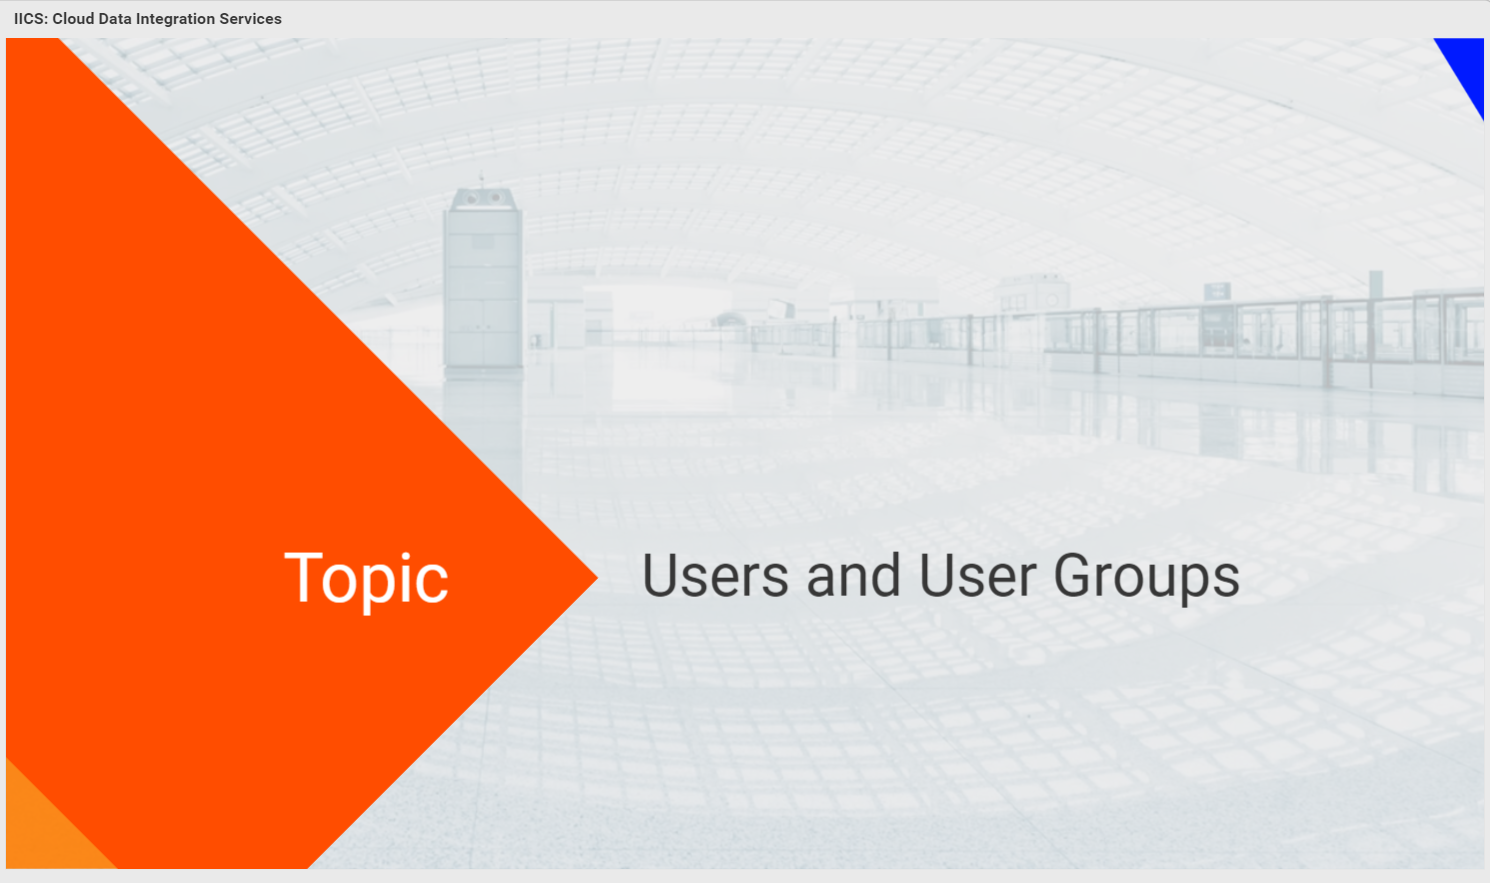 IICS: Cloud Data Integration Services
Topic
Users and User Groups